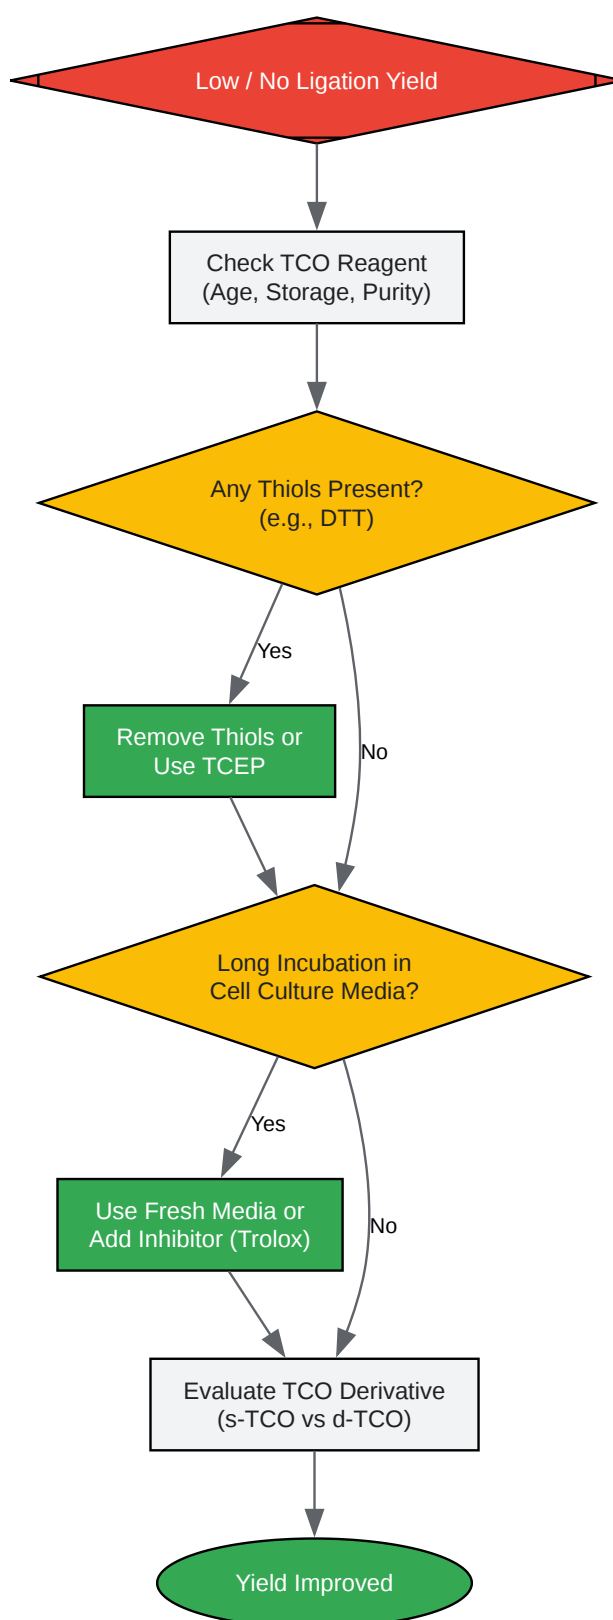 Low / No Ligation Yield
Check TCO Reagent
(Age, Storage, Purity)
Any Thiols Present?
(e.g., DTT)
Yes
Remove Thiols or
Use TCEP
No
Long Incubation in
Cell Culture Media?
Yes
Use Fresh Media or
Add Inhibitor (Trolox)
No
Evaluate TCO Derivative
(s-TCO vs d-TCO)
Yield Improved